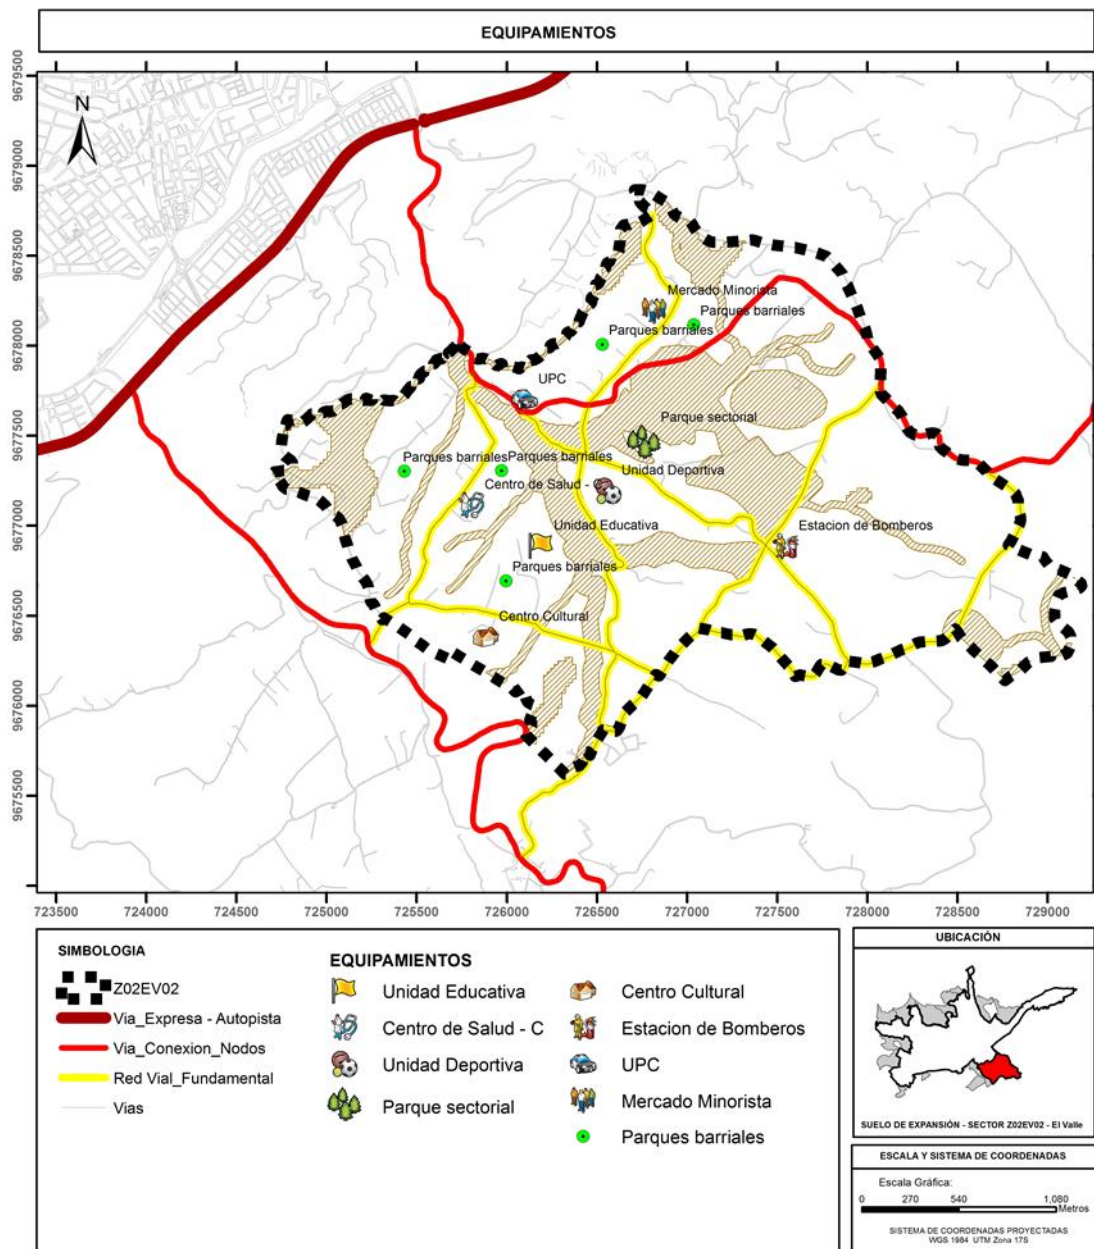 EQUIPAMIENTOS
N
9679500
9679000
9678500
9678000
9677500
9677000
9676500
9676000
9675500
Mercado Minorista
Parques barriales
Parques barriales
UPC
Parque sectorial
Parques barriales
Parques barriales
Unidad Deportiva
Centro de Salud -
Unidad Educativa
Estacion de Bomberos
Parques barriales
Centro Cultural
723500 724000 724500 725000 725500 726000 726500 727000 727500 728000 728500 729000
SIMBOLOGIA
Z02EV02
Via_Expresa - Autopista
Via_Conexion_Nodos
Red Vial_Fundamental
Vias
EQUIPAMIENTOS
Unidad Educativa
Centro de Salud - C
Unidad Deportiva
Parque sectorial
Centro Cultural
Estacion de Bomberos
UPC
Mercado Minorista
Parques barriales
UBICACIÓN
SUELO DE EXPANSIÓN - SECTOR Z02EV02 - El Valle
ESCALA Y SISTEMA DE COORDENADAS
Escala Gráfica:
0 270 540 1,080
Metros
SISTEMA DE COORDENADAS PROYECTADAS
WGS 1984 UTM Zona 17S